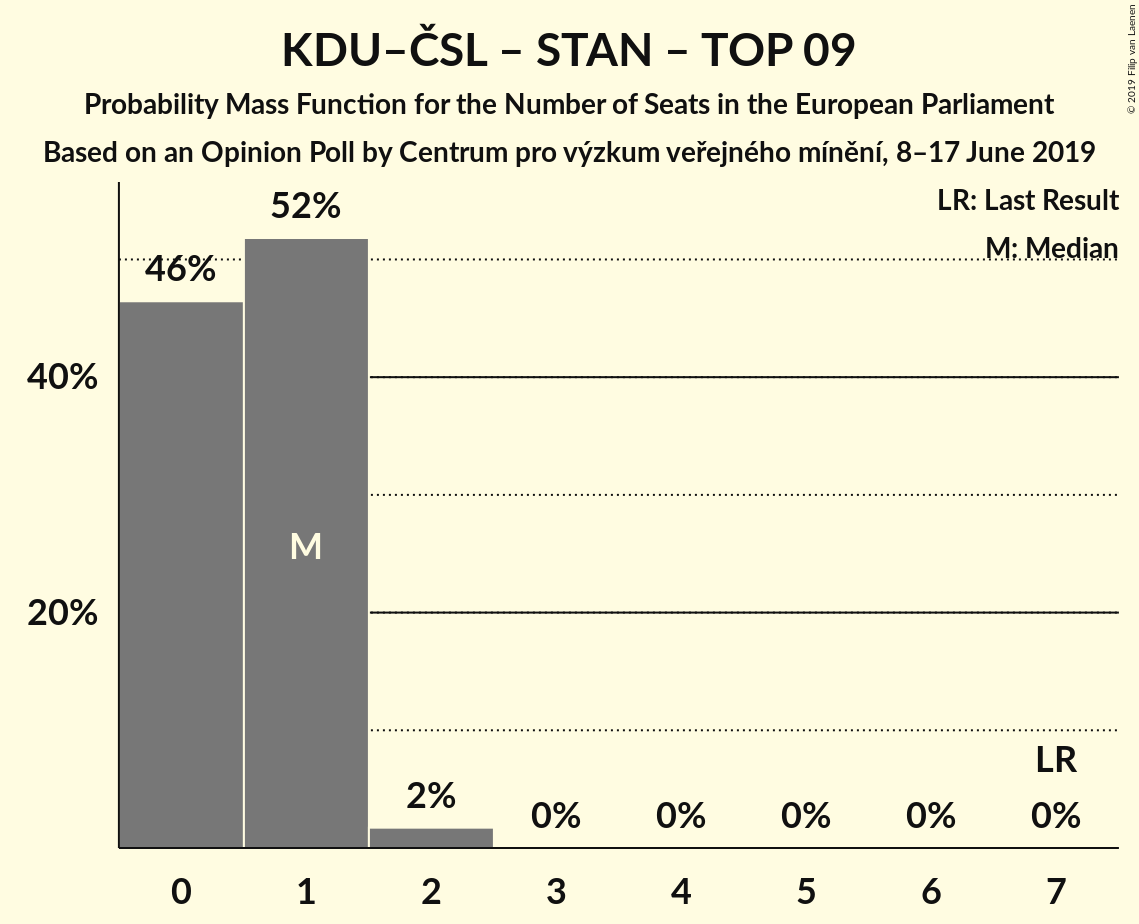 KDU–ČSL – STAN – TOP 09
Probability Mass Function for the Number of Seats in the European Parliament
Based on an Opinion Poll by Centrum pro výzkum veřejného mínění, 8–17 June 2019
© 2019 Filip van Laenen
LR: Last Result
M: Median
52%
46%
40%
M
20%
LR
2%
0% 0% 0% 0% 0%
0 1 2 3 4 5 6 7